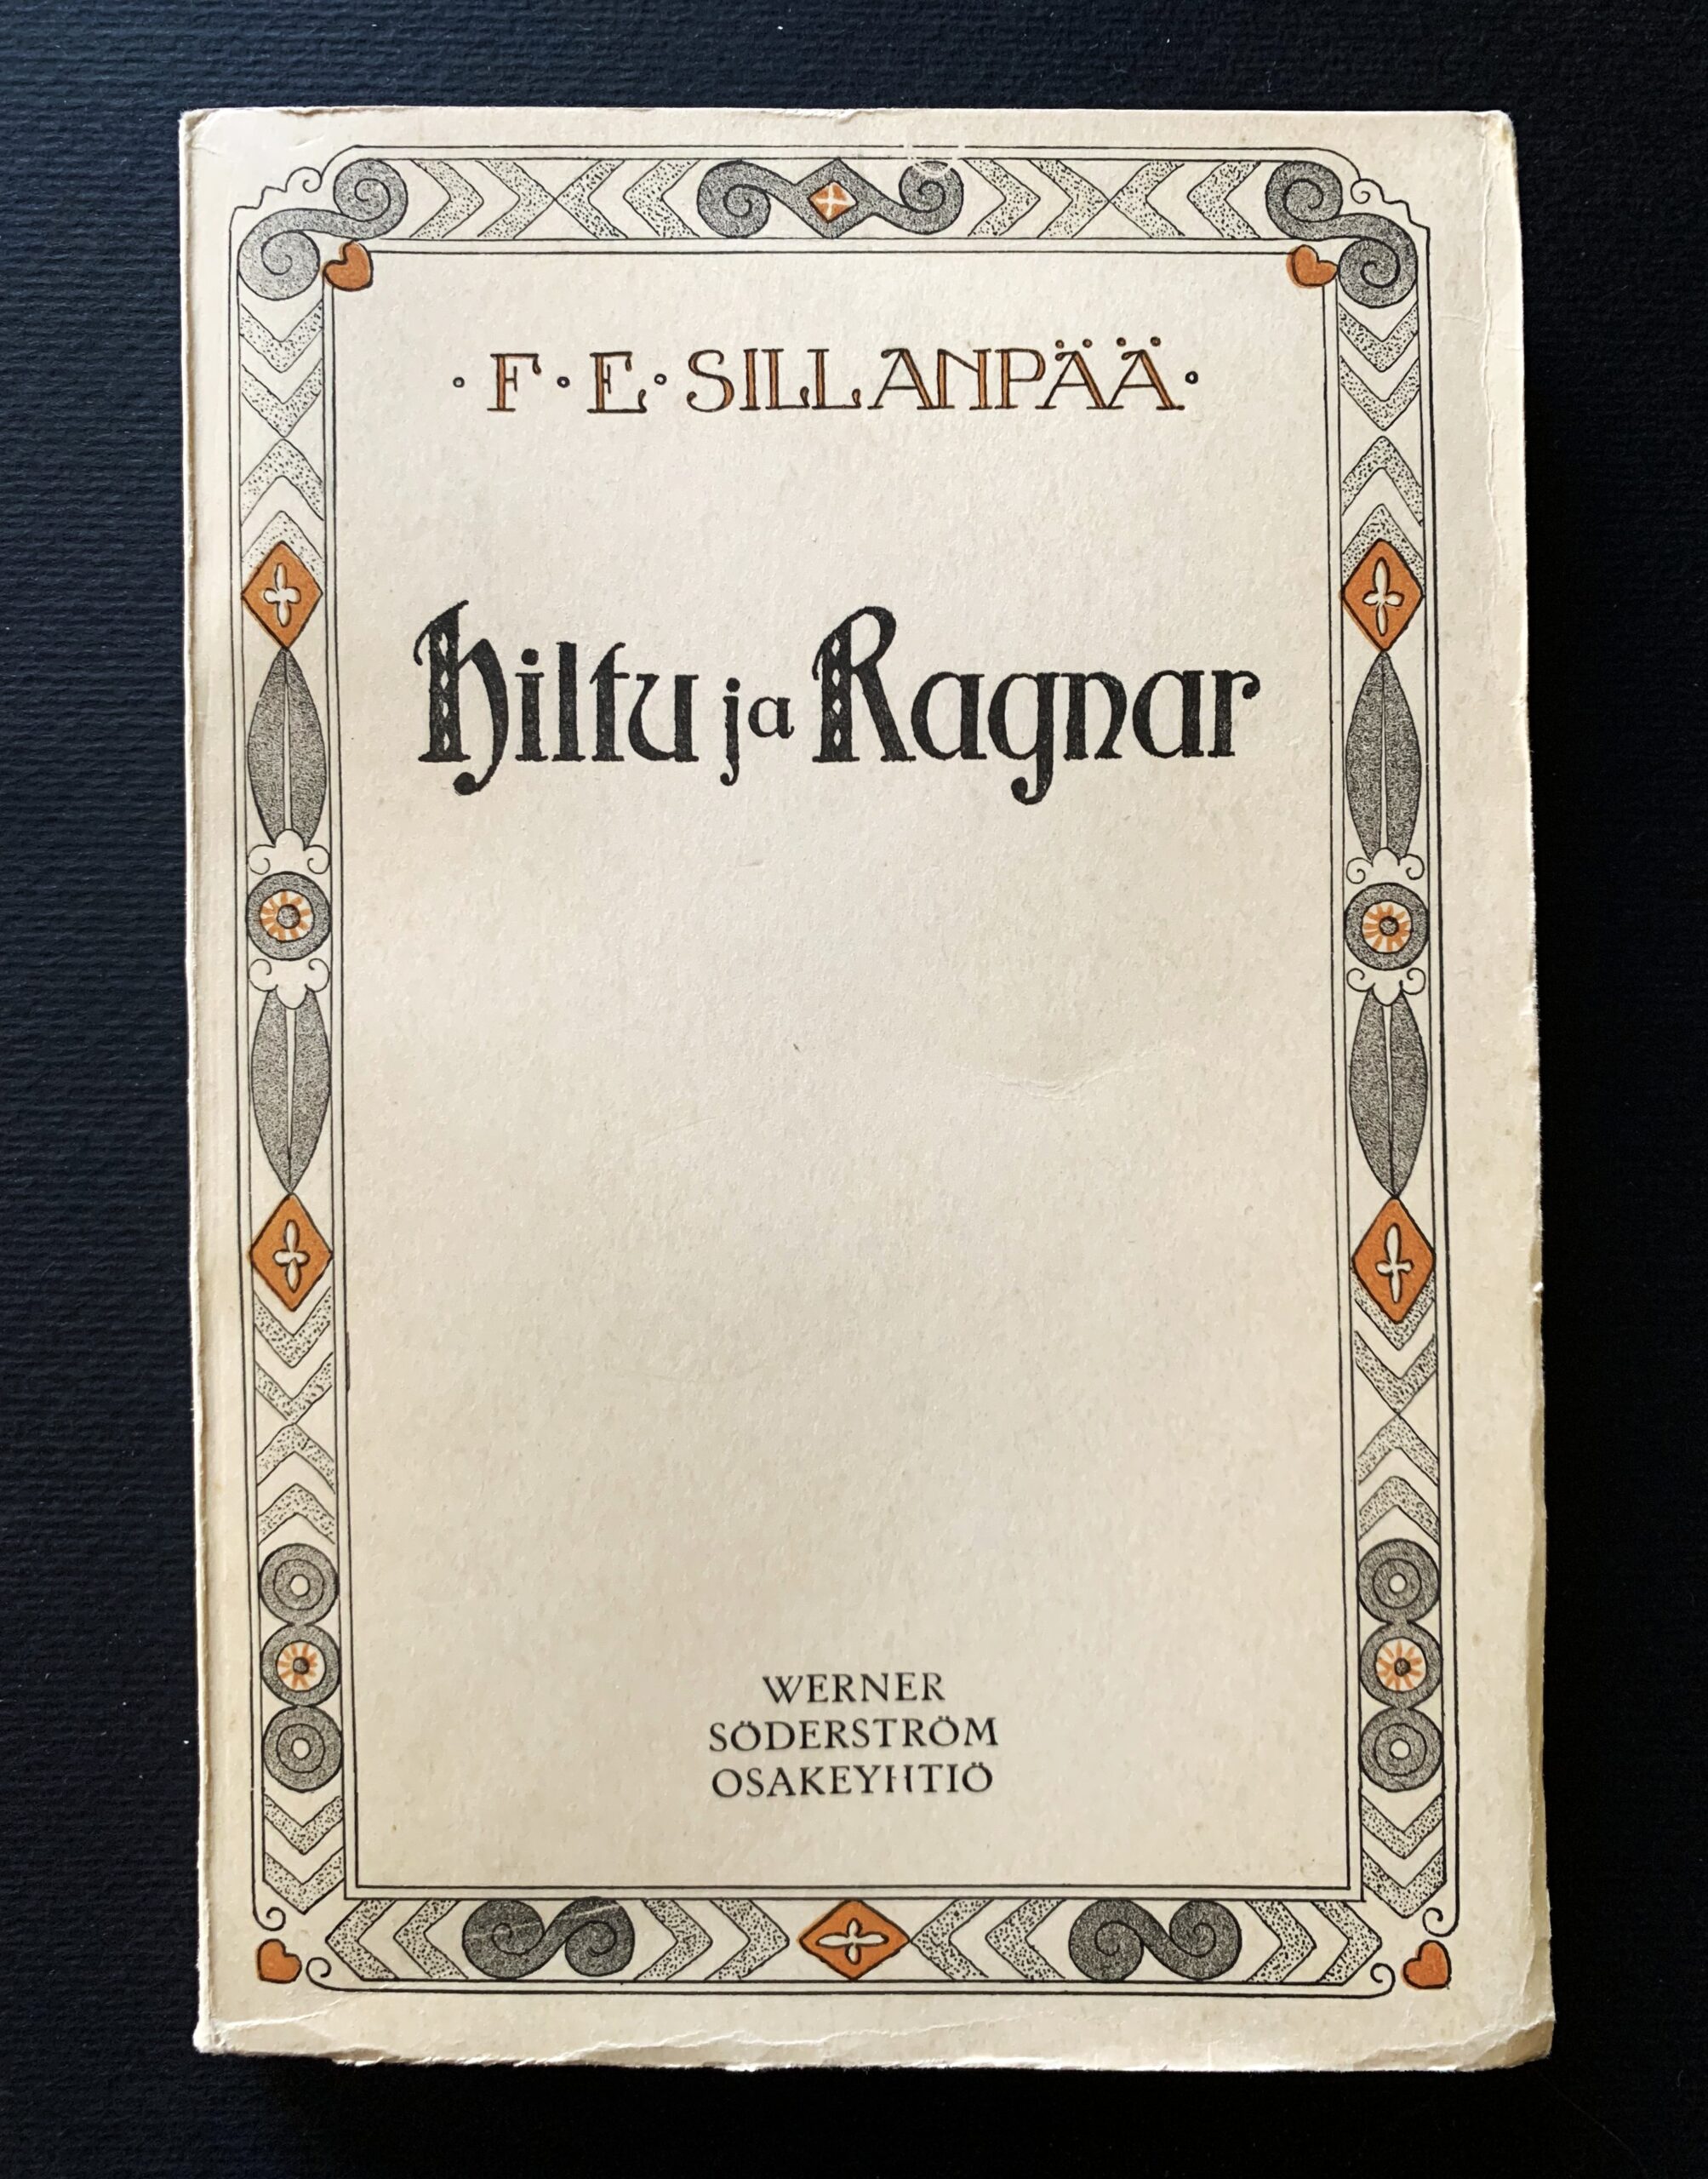 · F · E · SILLANPÄÄ ·
Hiltu ja Ragnar
WERNER
SÖDERSTRÖM
OSAKEYHTIÖ